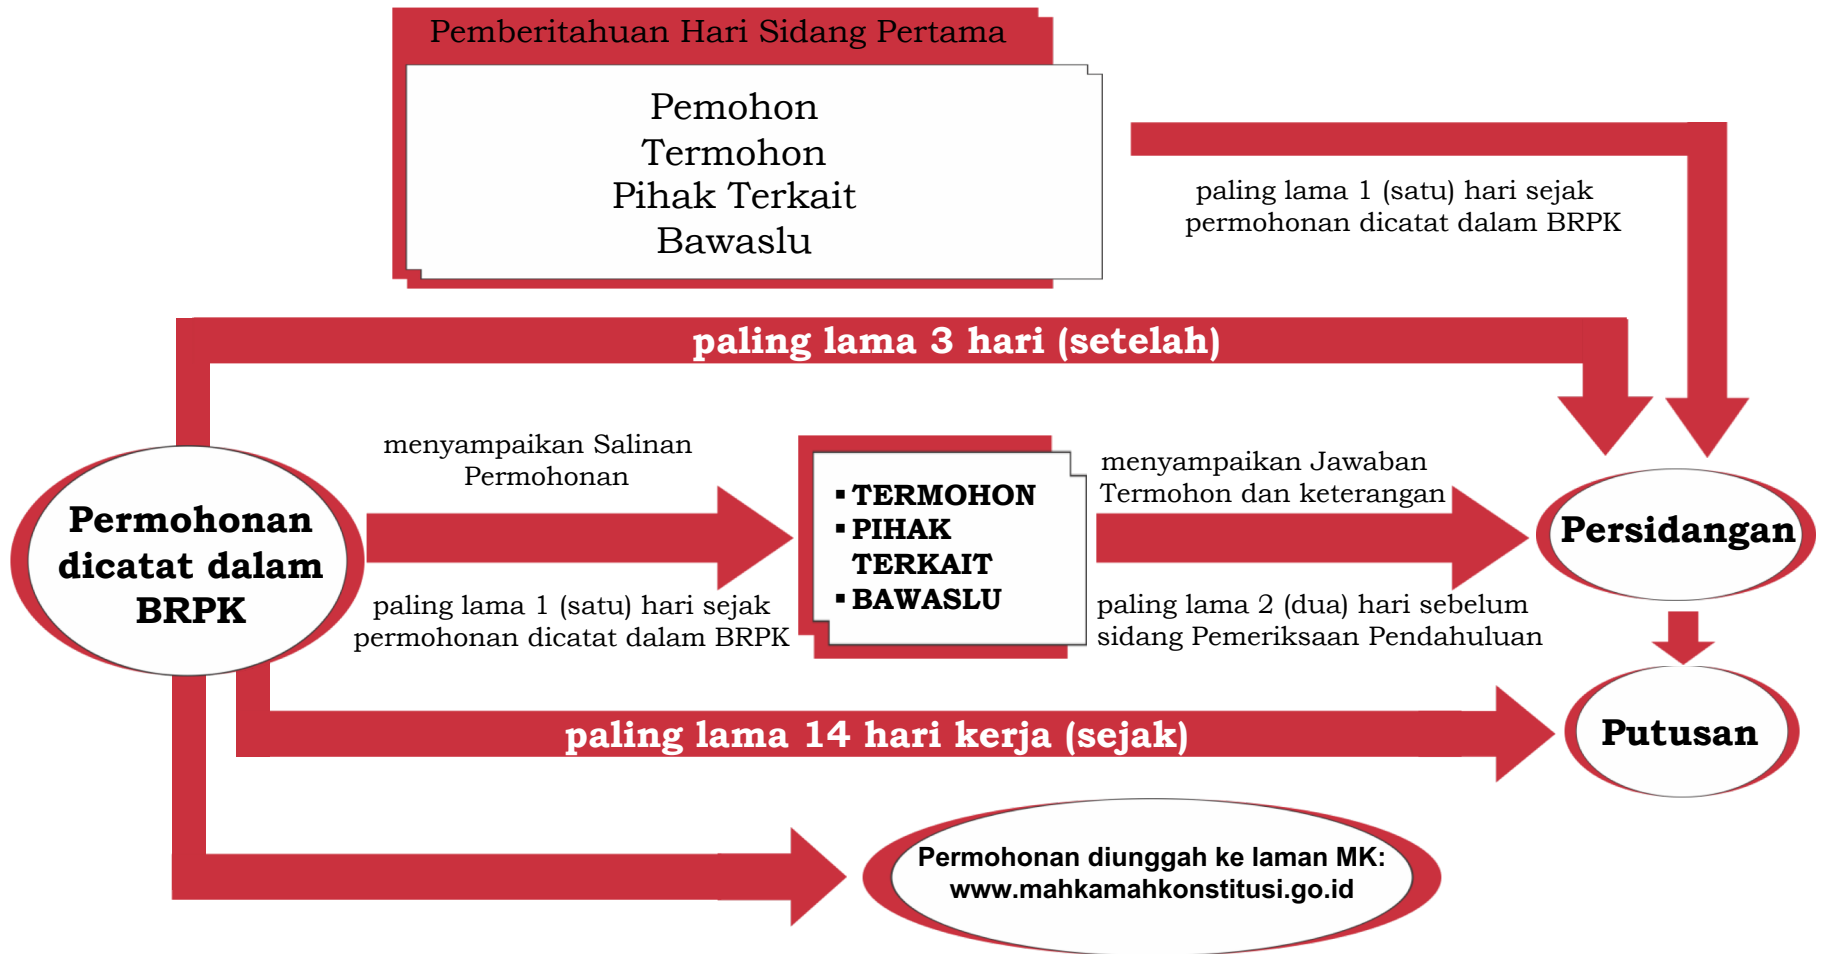 Pemberitahuan Hari Sidang Pertama
Pemohon
Termohon
Pihak Terkait
Bawaslu
paling lama 1 (satu) hari sejak
permohonan dicatat dalam BRPK
paling lama 3 hari (setelah)
Permohonan
dicatat dalam
BRPK
menyampaikan Salinan
Permohonan
paling lama 1 (satu) hari sejak
permohonan dicatat dalam BRPK
▪ TERMOHON
▪ PIHAK
TERKAIT
▪ BAWASLU
menyampaikan Jawaban
Termohon dan keterangan
paling lama 2 (dua) hari sebelum
sidang Pemeriksaan Pendahuluan
Persidangan
paling lama 14 hari kerja (sejak)
Putusan
Permohonan diunggah ke laman MK:
www.mahkamahkonstitusi.go.id